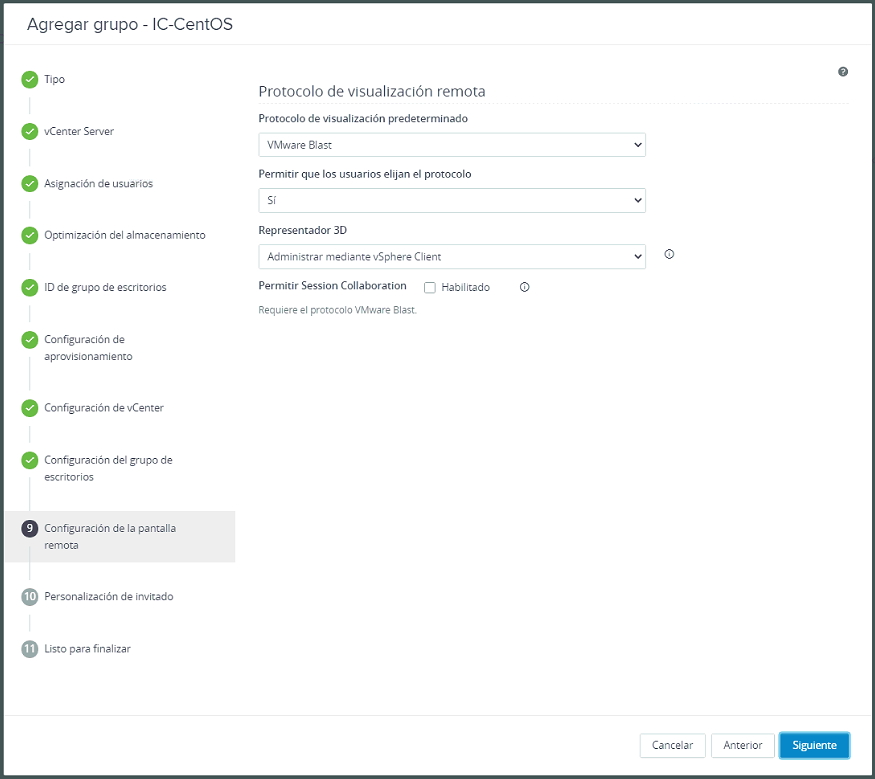 Agregar grupo - IC-CentOS
Tipo
vCenter Server
Asignación de usuarios
Optimización del almacenamiento
ID de grupo de escritorios
Configuración de
aprovisionamiento
Configuración de vCenter
Configuración del grupo de
escritorios
9 Configuración de la pantalla
remota
10 Personalización de invitado
11 Listo para finalizar
?
Protocolo de visualización remota
Protocolo de visualización predeterminado
VMware Blast
Permitir que los usuarios elijan el protocolo
Sí
Representador 3D
Administrar mediante vSphere Client
Permitir Session Collaboration Habilitado
Requiere el protocolo VMware Blast.
Cancelar Anterior Siguiente